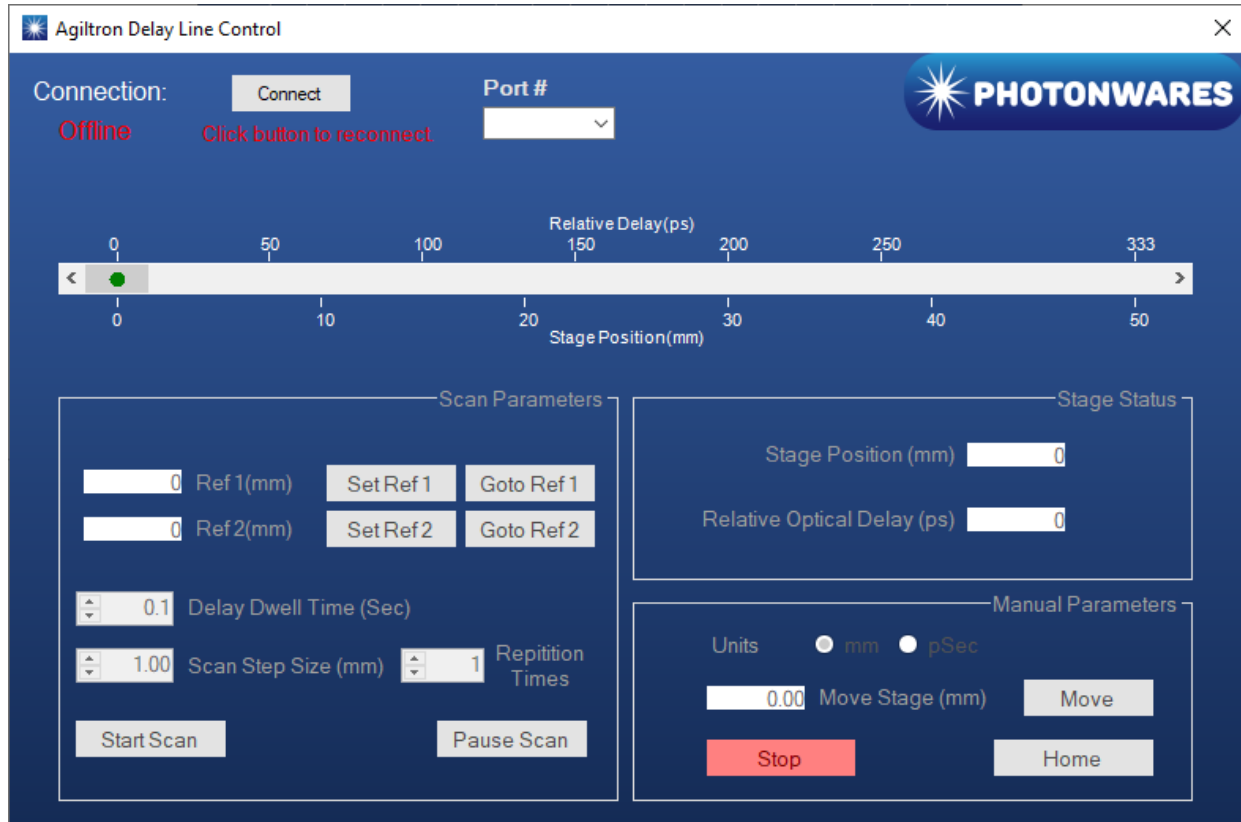 Agiltron Delay Line Control
Connection:
Connect
Port #
PHOTONWARES
Offline
Click button to reconnect.
Relative Delay(ps)
0 50 100 150 200 250 333
0 10 20 30 40 50
Stage Position(mm)
Scan Parameters
0 Ref 1(mm) Set Ref 1 Goto Ref 1
0 Ref 2(mm) Set Ref 2 Goto Ref 2
0.1 Delay Dwell Time (Sec)
1.00 Scan Step Size (mm) 1 Repitition
Times
Start Scan Pause Scan
Stage Status
Stage Position (mm) 0
Relative Optical Delay (ps) 0
Manual Parameters
Units mm pSec
0.00 Move Stage (mm) Move
Stop Home